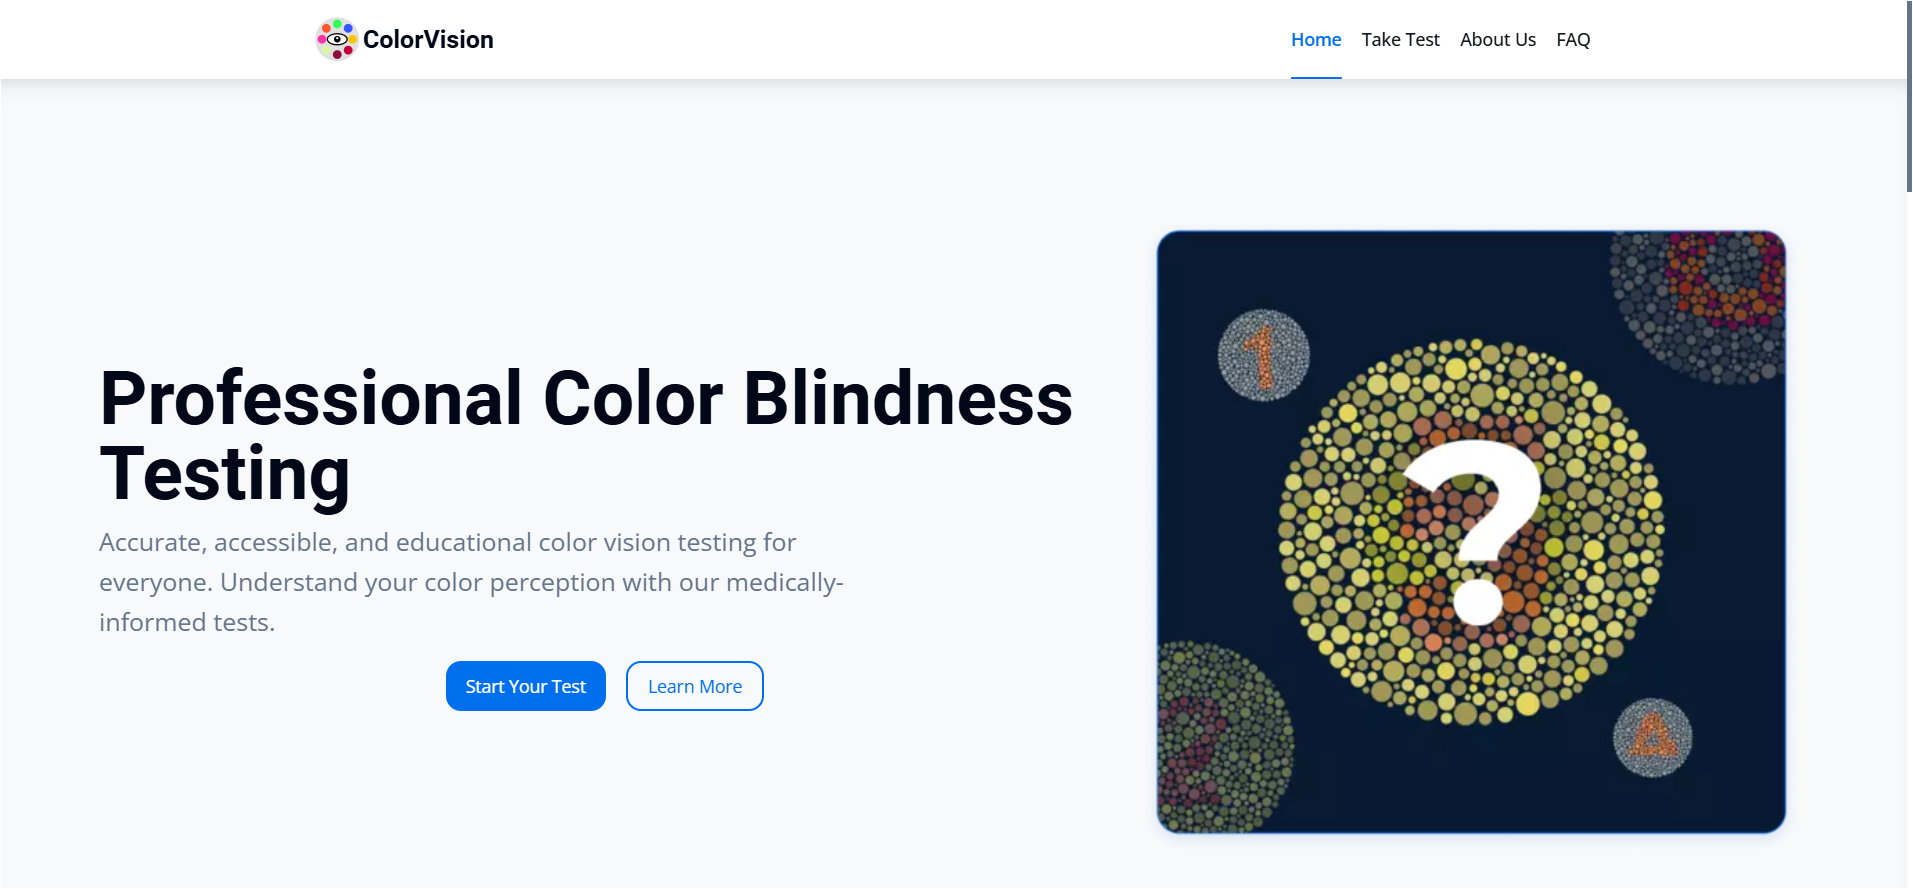 ColorVision
Home Take Test About Us FAQ
Professional Color Blindness
Testing
Accurate, accessible, and educational color vision testing for
everyone. Understand your color perception with our medically-
informed tests.
Start Your Test
Learn More
1
?
2